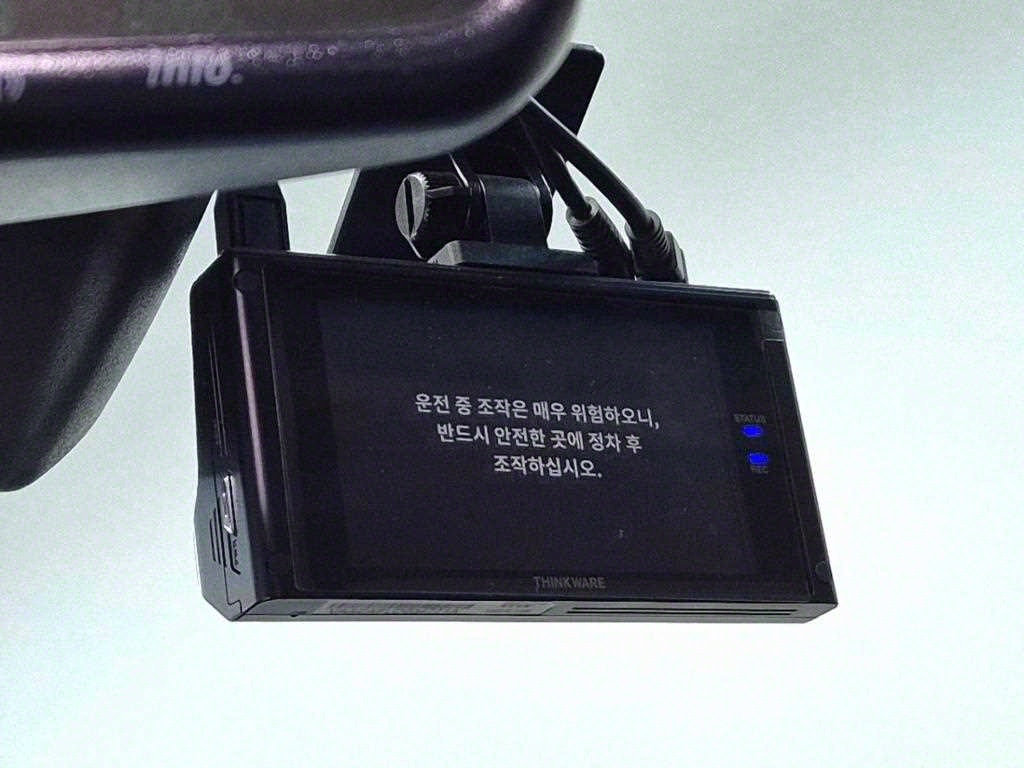 info.
운전 중 조작은 매우 위험하오니,
반드시 안전한 곳에 정차 후
조작하십시오.
STATUS
REC
THINKWARE